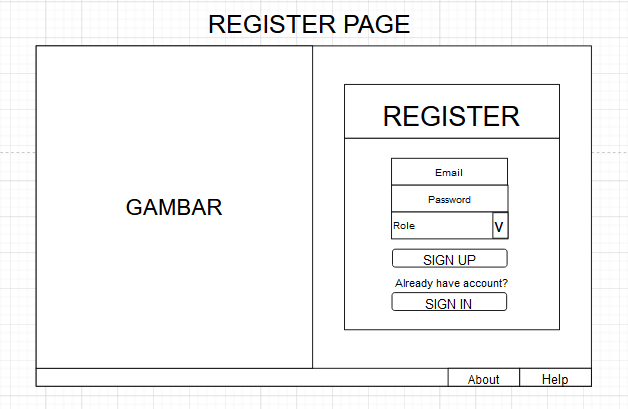 REGISTER PAGE
GAMBAR
REGISTER
Email
Password
Role V
SIGN UP
Already have account?
SIGN IN
About
Help